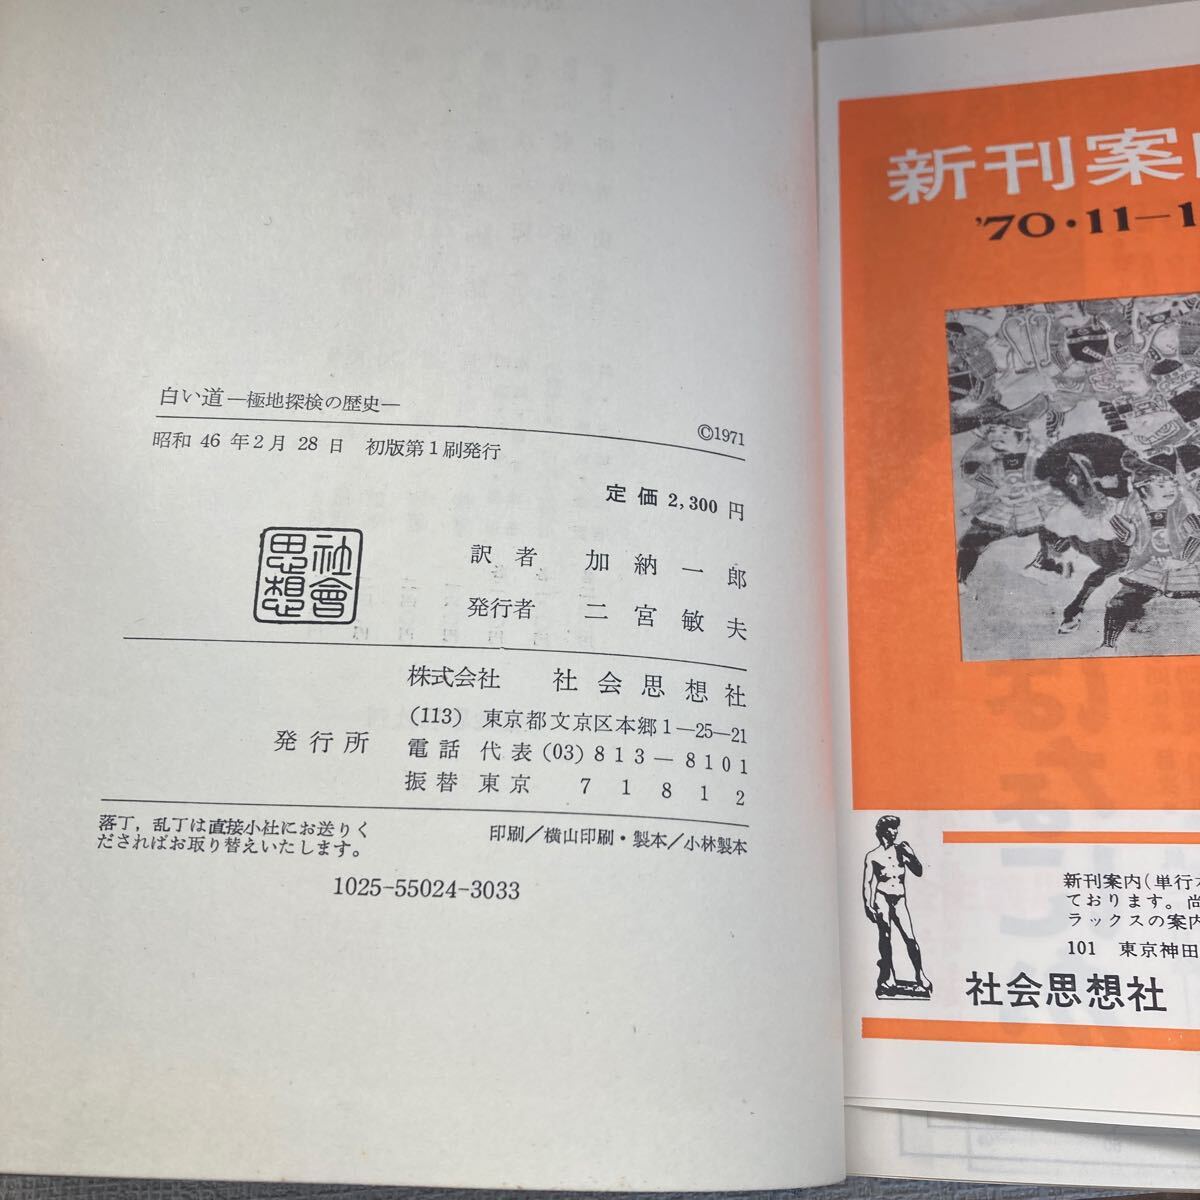 白い道―極地探検の歴史―
©1971
昭和 46 年 2 月 28 日 初版第1刷発行
定価 2,300 円
社會
思想
訳者 加納一郎
発行者 二宮敏夫
発行所
株式会社 社会思想社
(113) 東京都文京区本郷1―25―21
電話 代表 (03) 813―8101
振替 東京 71812
落丁，乱丁は直接小社にお送りく
ださればお取り替えいたします。
印刷／横山印刷・製本／小林製本
1025-55024-3033
新刊案
'70・11―1
新刊案内(単行
ております。尚
ラックスの案内
101 東京神田
社会思想社